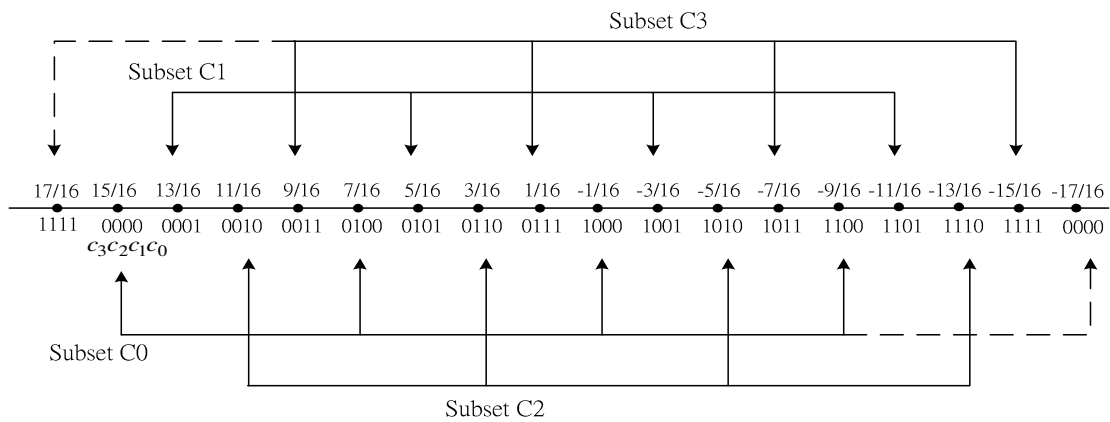 Subset C3
Subset C1
17/16 15/16 13/16 11/16 9/16 7/16 5/16 3/16 1/16 -1/16 -3/16 -5/16 -7/16 -9/16 -11/16 -13/16 -15/16 -17/16
1111 0000 0001 0010 0011 0100 0101 0110 0111 1000 1001 1010 1011 1100 1101 1110 1111 0000
c₃c₂c₁c₀
Subset C0
Subset C2